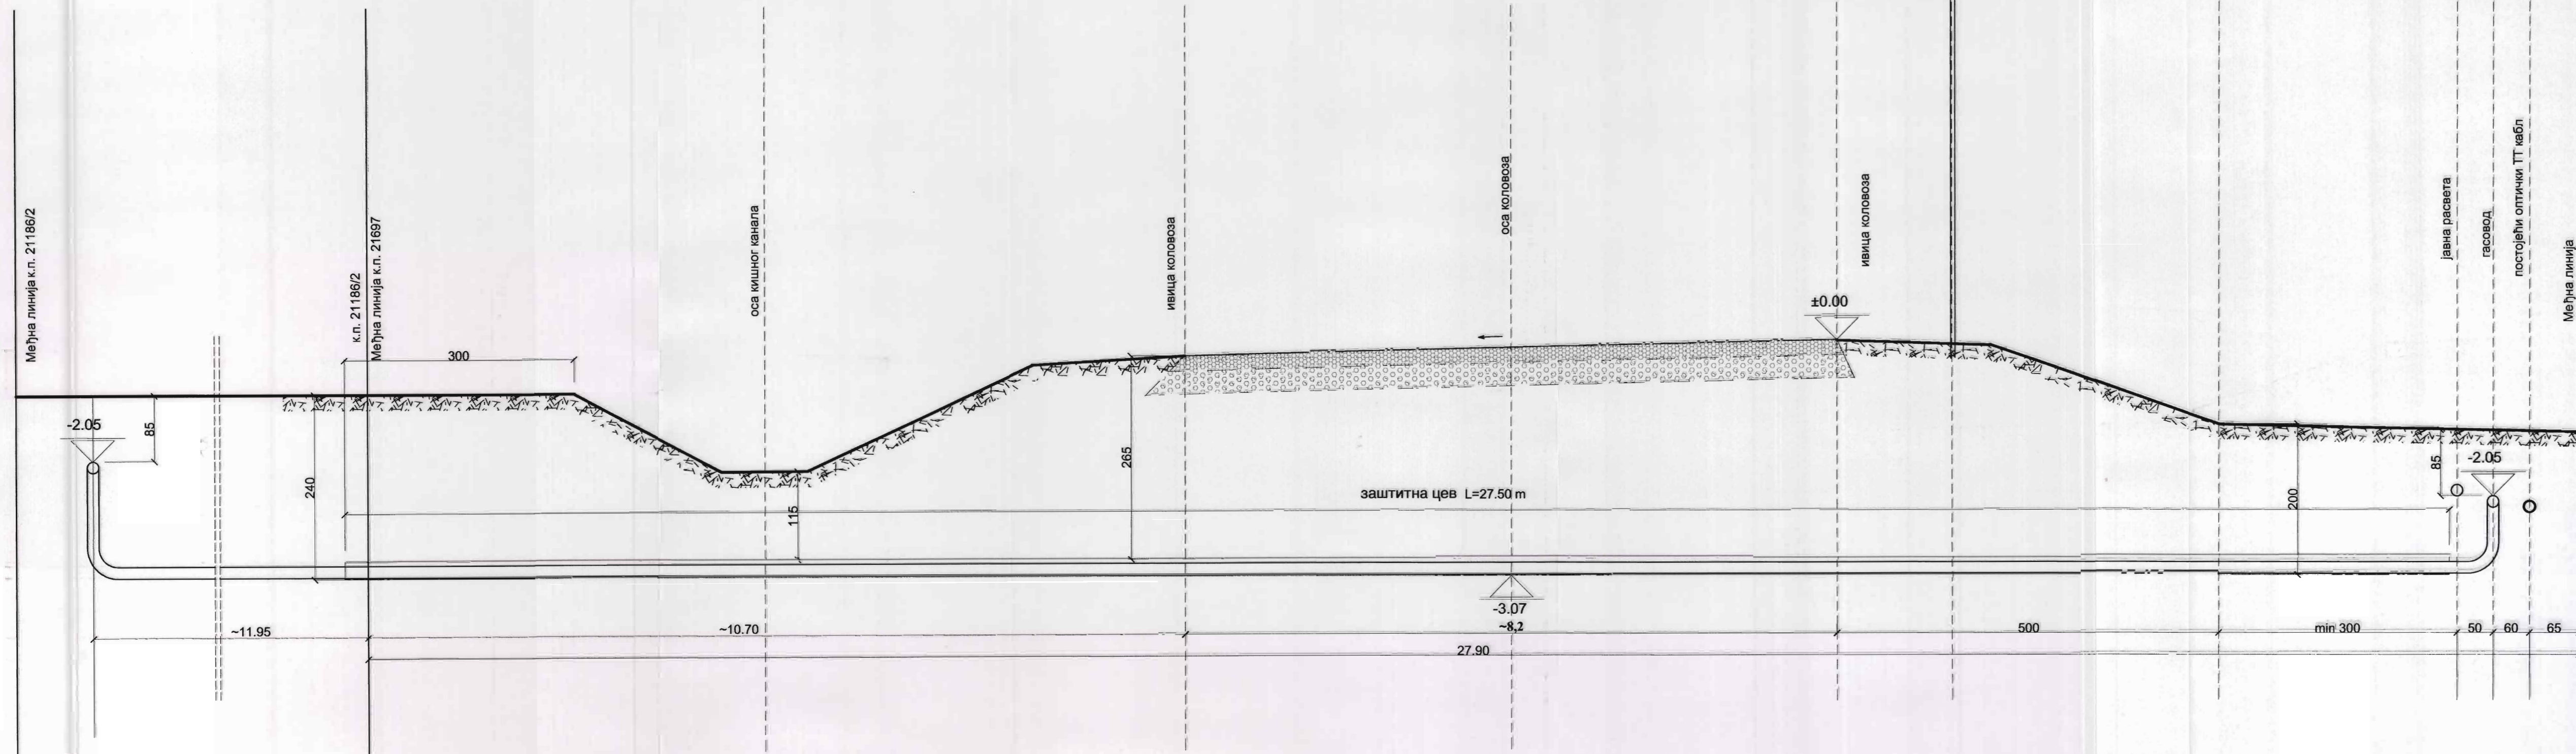 Међна линија к.п. 21186/2
к.п. 21186/2
Међна линија к.п. 21697
оса кишног канала
ивица коловоза
оса коловоза
ивица коловоза
јавна расвета
гасовод
постојећи оптички ТТ кабл
Међна линија
±0.00
300
-2.05
85
240
115
265
заштитна цев L=27.50 m
200
85
-2.05
-3.07
~11.95
~10.70
~8,2
500
min 300
50
60
65
27.90